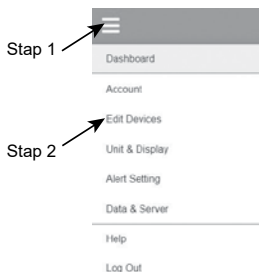 Stap 1
Dashboard
Account
Edit Devices
Stap 2
Unit & Display
Alert Setting
Data & Server
Help
Log Out